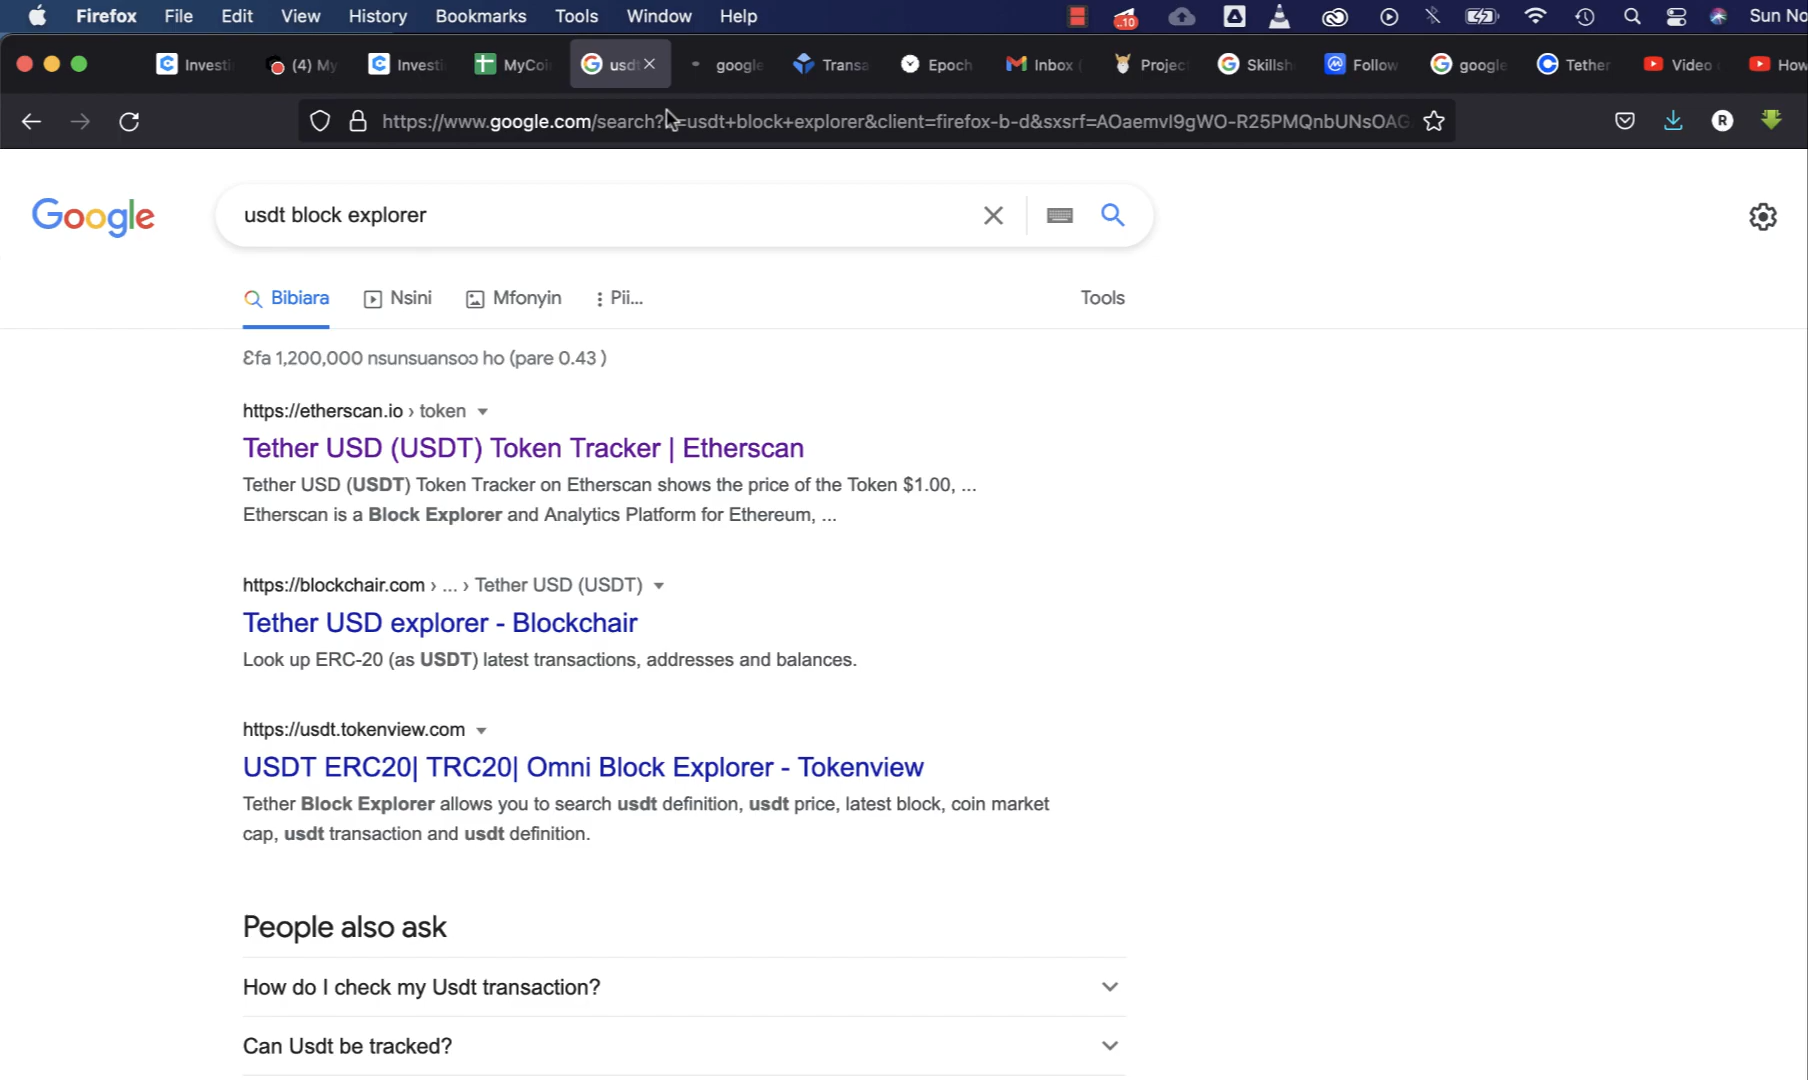 Firefox File Edit View History Bookmarks Tools Window Help Sun No
Investi (4) My Investi MyCoi usdt google Transa Epoch Inbox ( Project Skillsh Follow google Tether Video How
https://www.google.com/search?q=usdt+block+explorer&client=firefox-b-d&sxsrf=AOaemvI9gWO-R25PMQnbUNsOAG
Google
usdt block explorer
Bibiara Nsini Mfonyin Pii... Tools
Ɛfa 1,200,000 nsunsuansoɔ ho (pare 0.43 )
https://etherscan.io › token
Tether USD (USDT) Token Tracker | Etherscan
Tether USD (USDT) Token Tracker on Etherscan shows the price of the Token $1.00, ...
Etherscan is a Block Explorer and Analytics Platform for Ethereum, ...
https://blockchair.com › ... › Tether USD (USDT)
Tether USD explorer - Blockchair
Look up ERC-20 (as USDT) latest transactions, addresses and balances.
https://usdt.tokenview.com
USDT ERC20| TRC20| Omni Block Explorer - Tokenview
Tether Block Explorer allows you to search usdt definition, usdt price, latest block, coin market
cap, usdt transaction and usdt definition.
People also ask
How do I check my Usdt transaction?
Can Usdt be tracked?